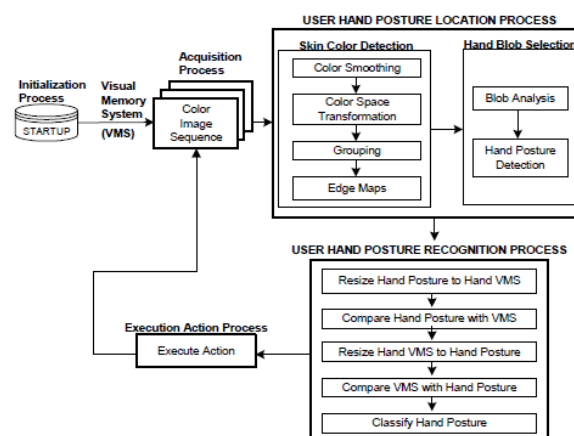 USER HAND POSTURE LOCATION PROCESS
Skin Color Detection
Hand Blob Selection
Acquisition
Process
Color Smoothing
Initialization
Process
Visual
Memory
System
(VMS)
Color
Image
Sequence
Color Space
Transformation
Blob Analysis
STARTUP
Grouping
Hand Posture
Detection
Edge Maps
USER HAND POSTURE RECOGNITION PROCESS
Resize Hand Posture to Hand VMS
Compare Hand Posture with VMS
Execution Action Process
Execute Action
Resize Hand VMS to Hand Posture
Compare VMS with Hand Posture
Classify Hand Posture